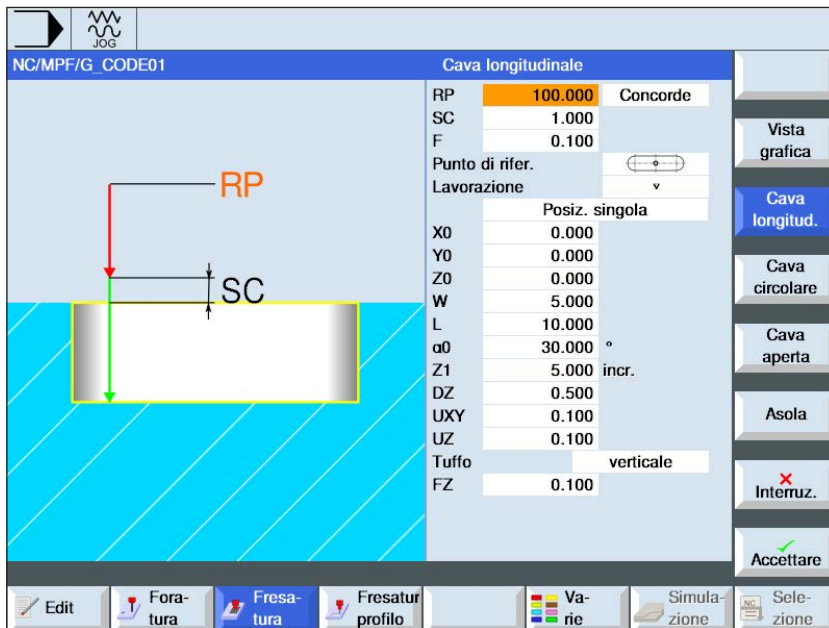 JOG
NC/MPF/G_CODE01
Cava longitudinale
RP
SC
RP 100.000 Concorde
SC 1.000
F 0.100
Punto di rifer.
Lavorazione v
Posiz. singola
X0 0.000
Y0 0.000
Z0 0.000
W 5.000
L 10.000
α0 30.000 °
Z1 5.000 incr.
DZ 0.500
UXY 0.100
UZ 0.100
Tuffo verticale
FZ 0.100
Vista
grafica
Cava
longitud.
Cava
circolare
Cava
aperta
Asola
Interruz.
Accettare
Edit
Fora-
tura
Fresa-
tura
Fresatur
profilo
Va-
rie
Simula-
zione
NC
Sele-
zione